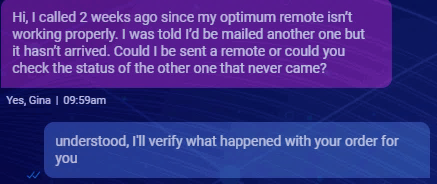 Hi, I called 2 weeks ago since my optimum remote isn't
working properly. I was told I'd be mailed another one but
it hasn't arrived. Could I be sent a remote or could you
check the status of the other one that never came?
Yes, Gina | 09:59am
understood, I'll verify what happened with your order for
you